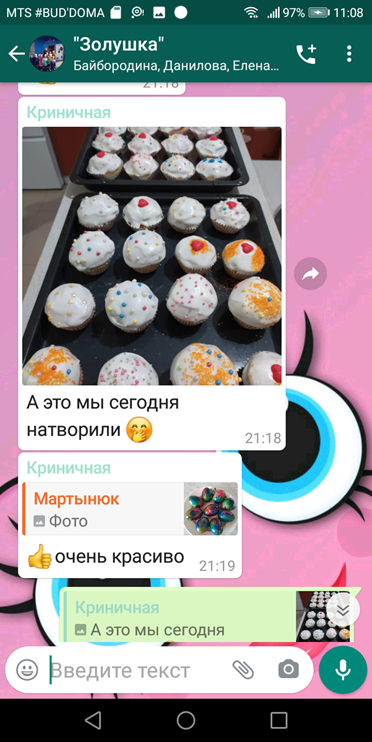 MTS #BUD'DOMA 97% 11:08
"Золушка"
Байбородина, Данилова, Елена...
21:18
Криничная
А это мы сегодня
натворили 🤭
21:18
Криничная
Мартынюк
Фото
👍очень красиво
21:19
Криничная
А это мы сегодня
Введите текст